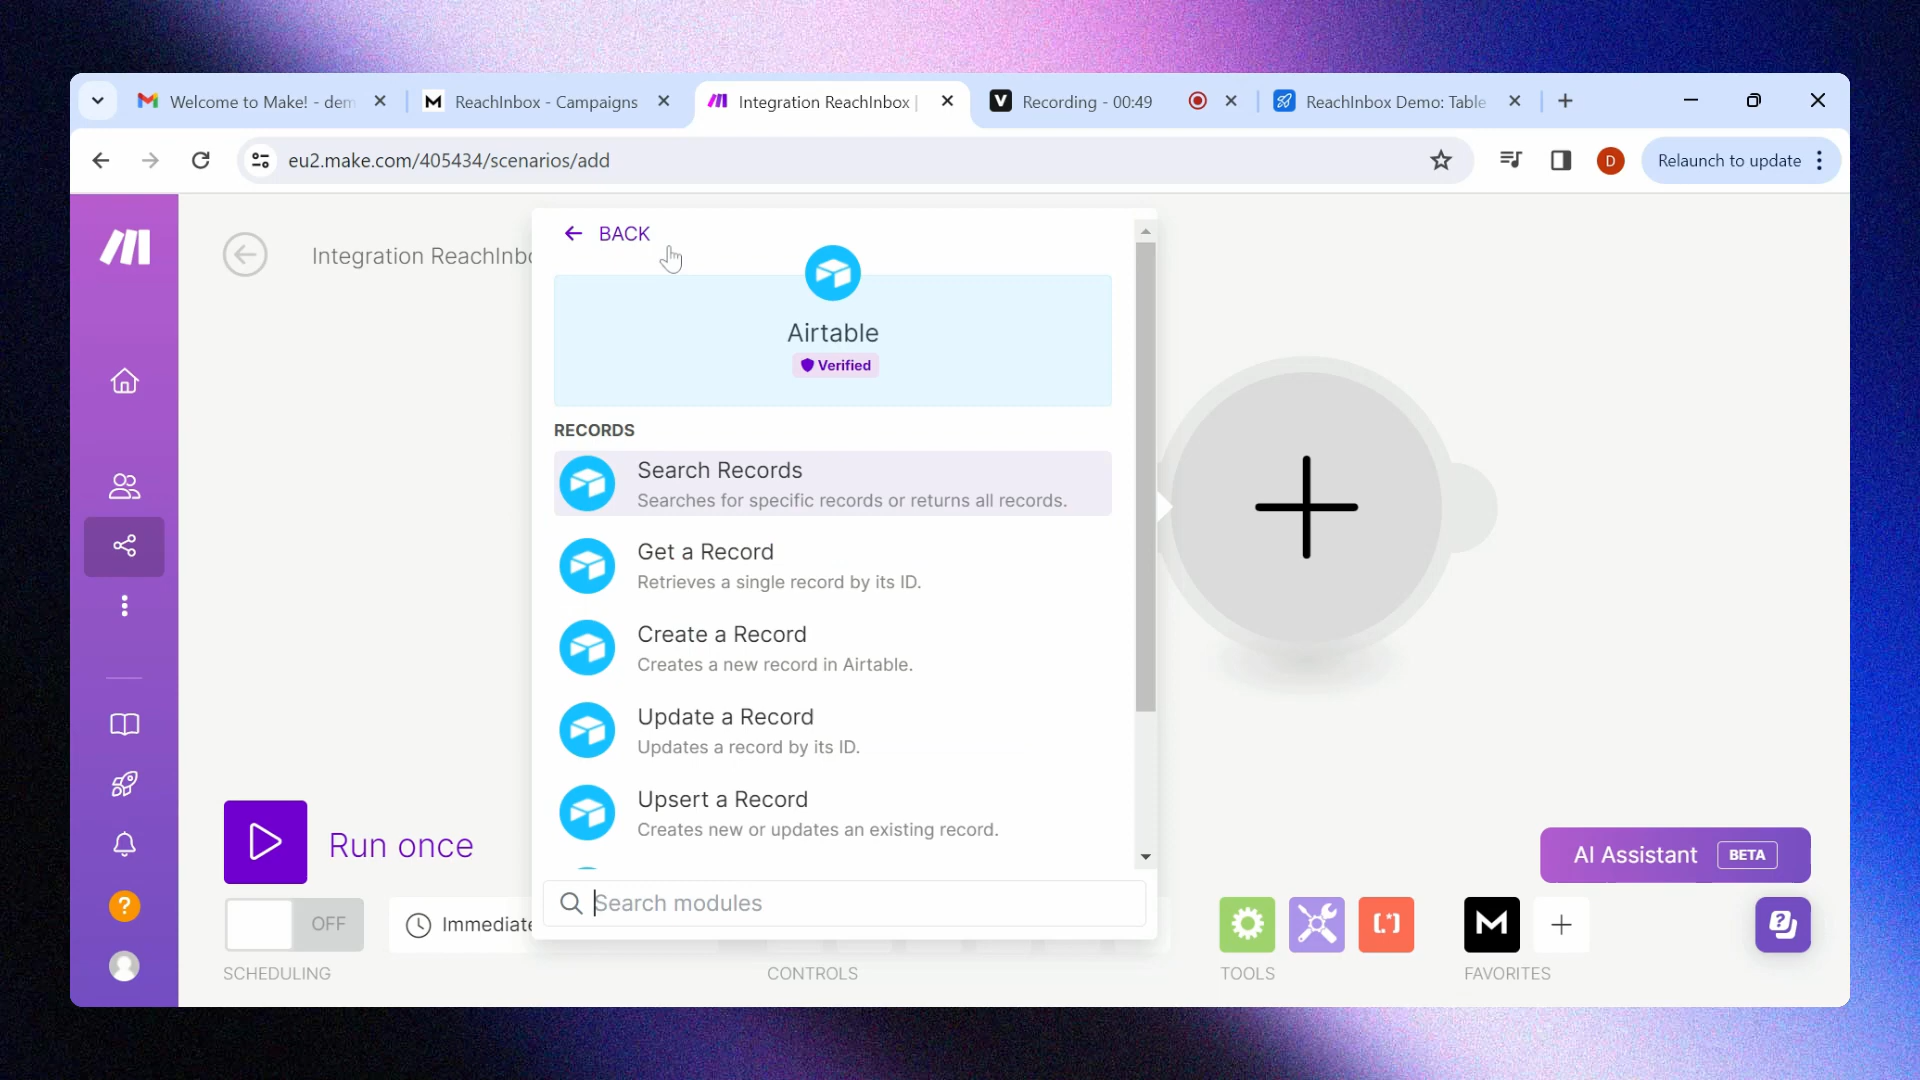 Welcome to Make! - dem
M
ReachInbox - Campaigns
Integration ReachInbox |
V
Recording - 00:49
ReachInbox Demo: Table
eu2.make.com/405434/scenarios/add
D
Relaunch to update
BACK
Integration ReachInbo
Airtable
Verified
RECORDS
Search Records
Searches for specific records or returns all records.
Get a Record
Retrieves a single record by its ID.
Create a Record
Creates a new record in Airtable.
Update a Record
Updates a record by its ID.
Upsert a Record
Creates new or updates an existing record.
Run once
AI Assistant BETA
Search modules
OFF
Immediate
M
?
?
SCHEDULING
CONTROLS
TOOLS
FAVORITES